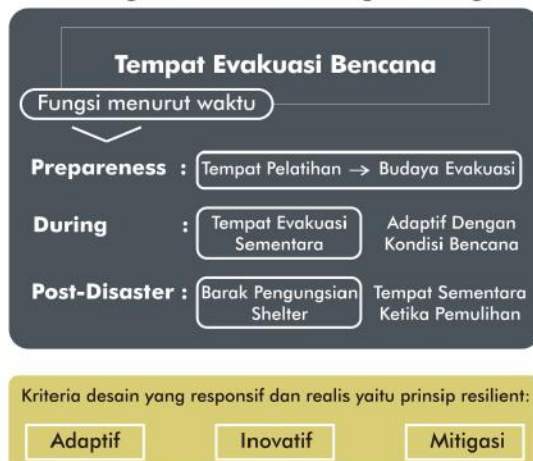 Tempat Evakuasi Bencana
Fungsi menurut waktu
Prepareness : Tempat Pelatihan → Budaya Evakuasi
During : Tempat Evakuasi Sementara Adaptif Dengan Kondisi Bencana
Post-Disaster : Barak Pengungsian Shelter Tempat Sementara Ketika Pemulihan
Kriteria desain yang responsif dan realis yaitu prinsip resilient:
Adaptif Inovatif Mitigasi